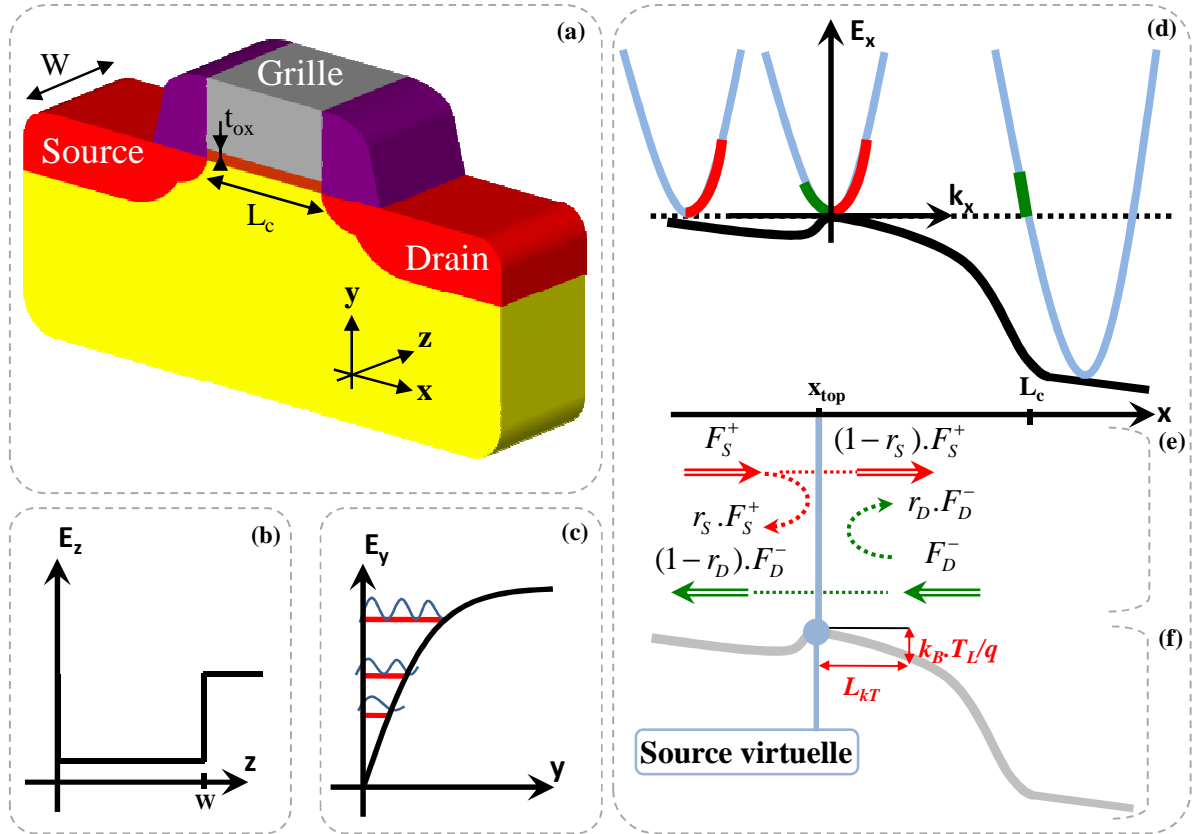 (a)
W
Grille
t_ox
Source
L_c
Drain
y
z
x
(b)
E_z
z
W
(c)
E_y
y
(d)
E_x
k_x
x_top
L_c
x
(e)
F_S^+
(1-r_S).F_S^+
r_S.F_S^+
r_D.F_D^-
(1-r_D).F_D^-
F_D^-
(f)
k_B.T_L/q
L_kT
Source virtuelle